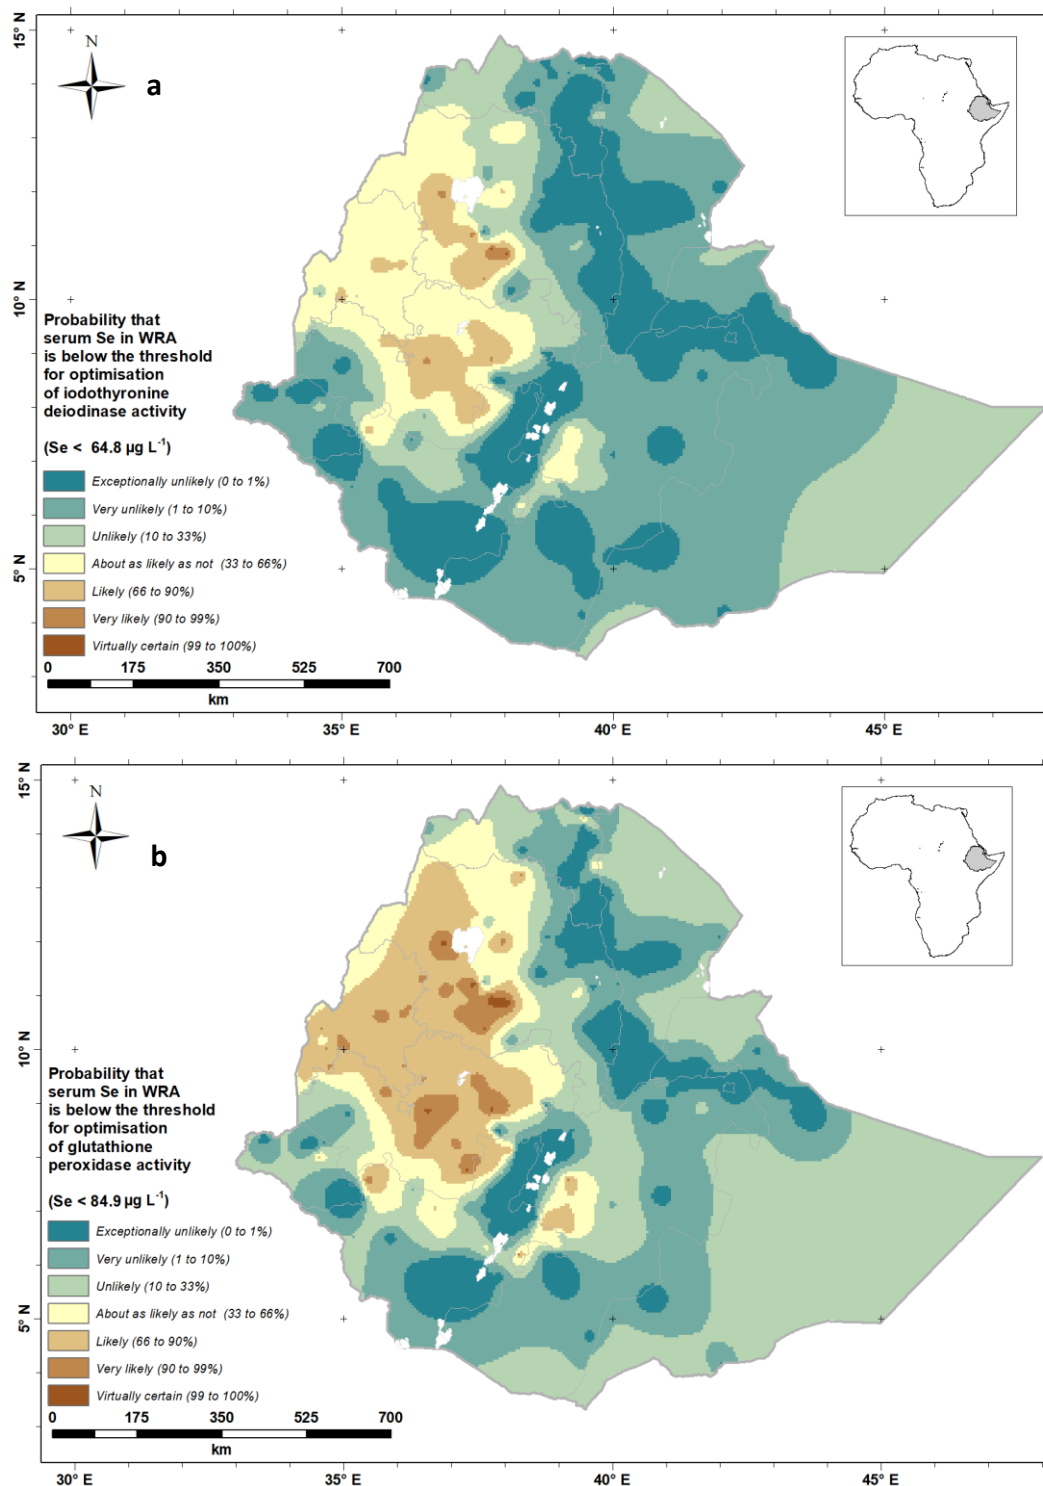 15° N
N
a
10° N
Probability that
serum Se in WRA
is below the threshold
for optimisation
of iodothyronine
deiodinase activity
(Se < 64.8 µg L-1)
Exceptionally unlikely (0 to 1%)
Very unlikely (1 to 10%)
Unlikely (10 to 33%)
About as likely as not (33 to 66%)
Likely (66 to 90%)
Very likely (90 to 99%)
Virtually certain (99 to 100%)
5° N
0 175 350 525 700
km
30° E 35° E 40° E 45° E
15° N
N
b
10° N
Probability that
serum Se in WRA
is below the threshold
for optimisation
of glutathione
peroxidase activity
(Se < 84.9 µg L-1)
Exceptionally unlikely (0 to 1%)
Very unlikely (1 to 10%)
Unlikely (10 to 33%)
About as likely as not (33 to 66%)
Likely (66 to 90%)
Very likely (90 to 99%)
Virtually certain (99 to 100%)
5° N
0 175 350 525 700
km
30° E 35° E 40° E 45° E